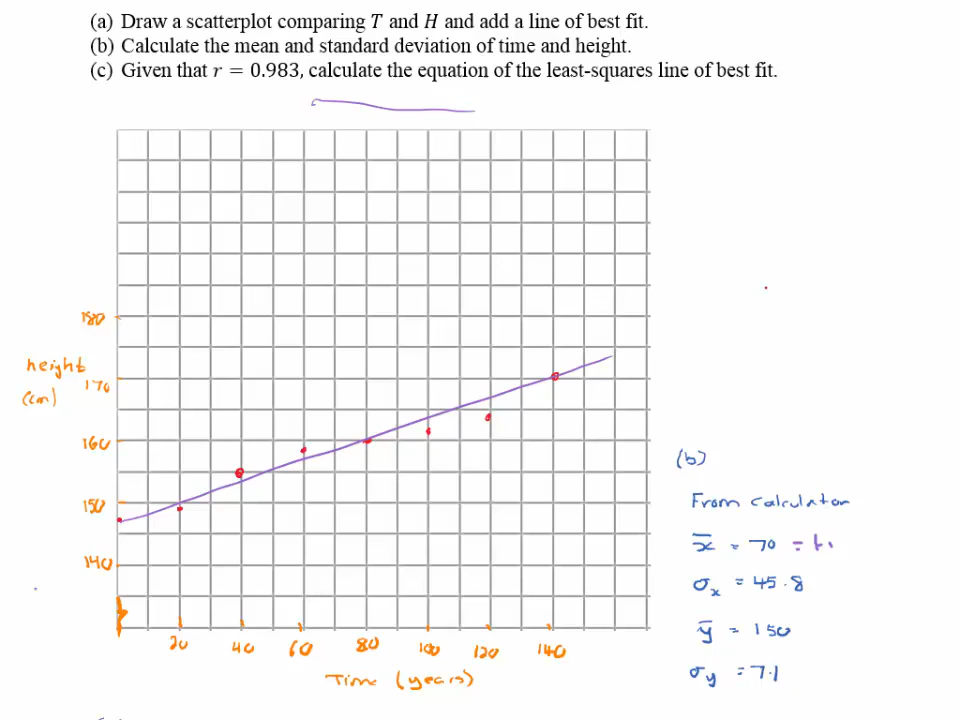 (a) Draw a scatterplot comparing T and H and add a line of best fit.
(b) Calculate the mean and standard deviation of time and height.
(c) Given that r = 0.983, calculate the equation of the least-squares line of best fit.
180
height
170
(cm)
160
150
140
20 40 60 80 100 120 140
Time (years)
(b)
From calculator
x̄ = 70 =
σx = 45.8
ȳ = 150
σy = 7.1